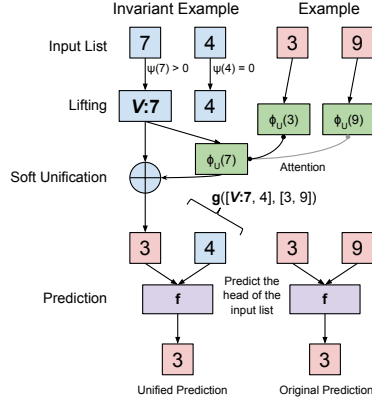 Invariant Example Example
Input List 7 4 3 9
ψ(7) > 0 ψ(4) = 0
Lifting V:7 4 ϕU(3) ϕU(9)
ϕU(7)
Attention
Soft Unification
g([V:7, 4], [3, 9])
3 4 3 9
Prediction f Predict the head of the input list f
3 3
Unified Prediction Original Prediction